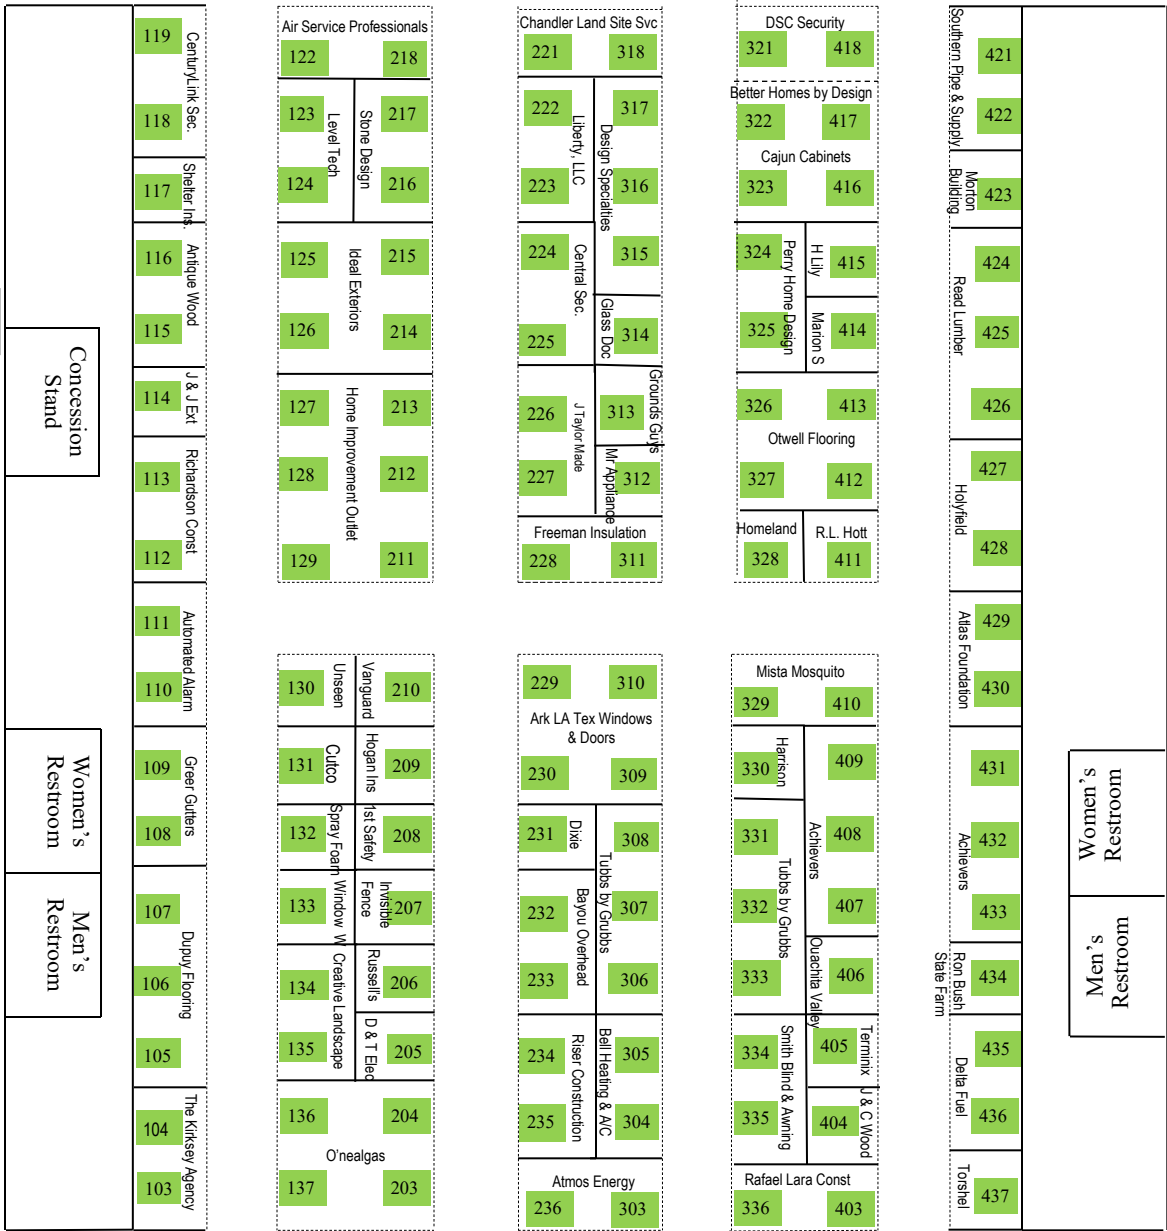 119
CenturyLink Sec.
118
117
Shelter Ins.
116
Antique Wood
115
114
J & J Ext
113
Richardson Const
112
111
Automated Alarm
110
109
Greer Gutters
108
107
Dupuy Flooring
106
105
104
The Kirksey Agency
103
Concession
Stand
Women's
Restroom
Men's
Restroom
Air Service Professionals
122
218
123
Level Tech
124
217
Stone Design
216
125
215
Ideal Exteriors
126
214
127
213
Home Improvement Outlet
128
212
129
211
130
Unseen
Vanguard
210
131
Cutco
Hogan Ins
209
132
Spray Foam
1st Safety
208
133
Window W
Invisible
Fence
207
134
Creative Landscape
135
Russell's
206
D & T Elec
205
136
204
O'nealgas
137
203
Chandler Land Site Svc
221
318
222
Liberty, LLC
223
317
Design Specialties
316
315
224
Central Sec.
225
Glass Doc
314
226
J Taylor Made
227
Grounds Guys
313
Mr Appliance
312
Freeman Insulation
228
311
229
310
Ark LA Tex Windows
& Doors
230
309
231
Dixie
308
Tubbs by Grubbs
307
306
232
Bayou Overhead
233
234
Riser Construction
235
305
Bell Heating & A/C
304
Atmos Energy
236
303
DSC Security
321
418
Better Homes by Design
322
417
Cajun Cabinets
323
416
324
Perry Home Design
325
H Lily
415
Marion S
414
326
413
Otwell Flooring
327
412
Homeland
328
R.L. Hott
411
Mista Mosquito
329
410
330
Harrison
409
Achievers
408
407
331
Tubbs by Grubbs
332
333
Ouachita Valley
406
334
Smith Blind & Awning
335
405
Terminix
404
J & C Wood
Rafael Lara Const
336
403
Southern Pipe & Supply
421
422
Morton
Building
423
424
Read Lumber
425
426
427
Holyfield
428
429
Atlas Foundation
430
431
Achievers
432
433
Ron Bush
State Farm
434
435
Delta Fuel
436
Torshel
437
Women's
Restroom
Men's
Restroom